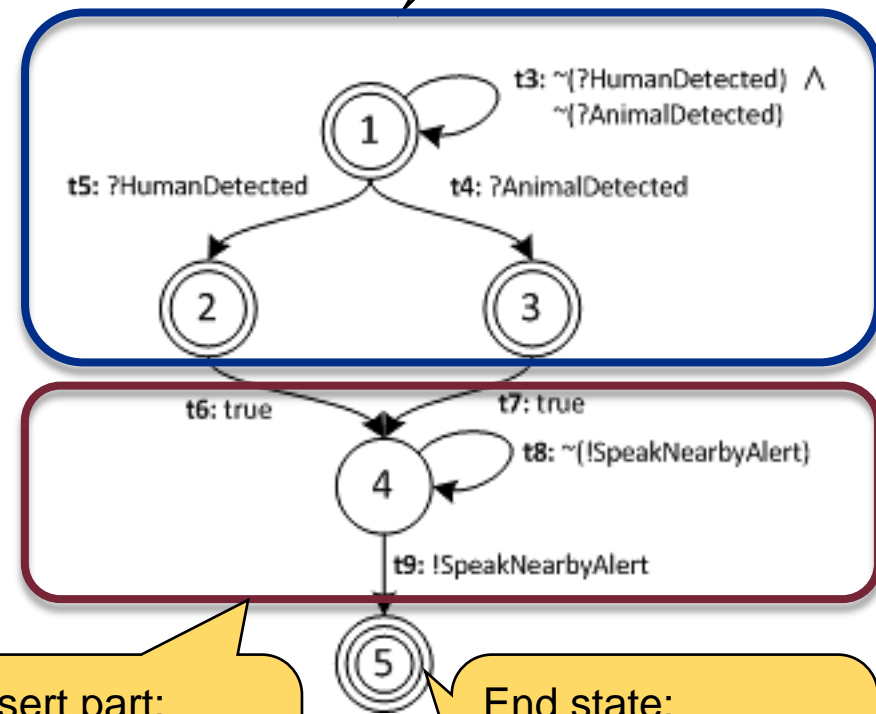 1
t3: ~(?HumanDetected) ∧
~(?AnimalDetected)
t5: ?HumanDetected
t4: ?AnimalDetected
2
3
t6: true
t7: true
4
t8: ~(!SpeakNearbyAlert)
t9: !SpeakNearbyAlert
5
sert part:
End state: